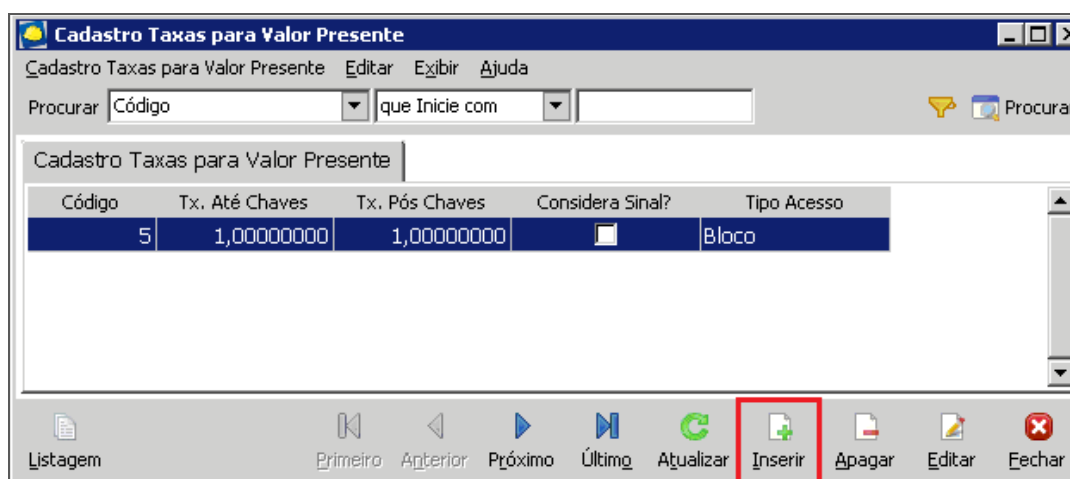 Cadastro Taxas para Valor Presente
Cadastro Taxas para Valor Presente Editar Exibir Ajuda
Procurar Código que Inicie com Procurar
Cadastro Taxas para Valor Presente
Código Tx. Até Chaves Tx. Pós Chaves Considera Sinal? Tipo Acesso
5 1,00000000 1,00000000 Bloco
Listagem Primeiro Anterior Próximo Último Atualizar Inserir Apagar Editar Fechar